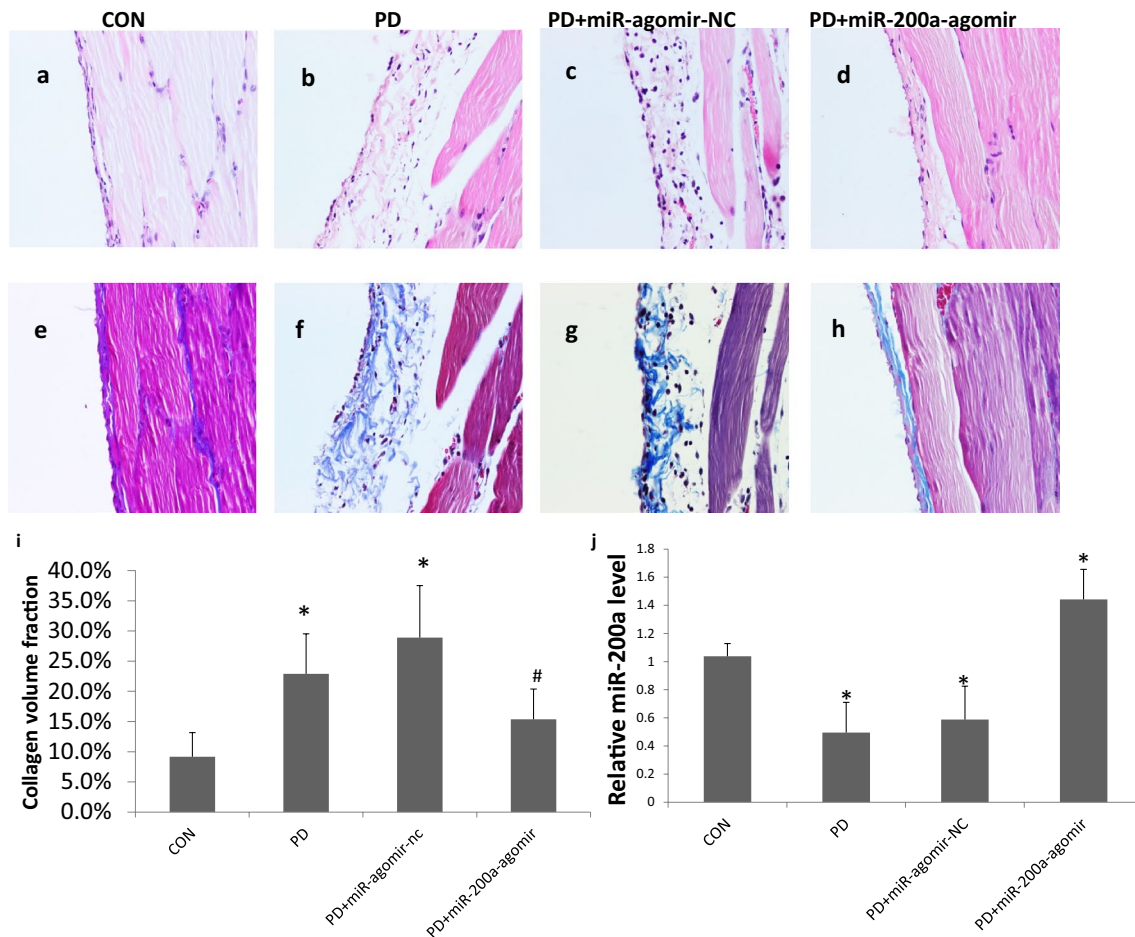 CON PD PD+miR-agomir-NC PD+miR-200a-agomir
a b c d
e f g h
i
Collagen volume fraction
40.0%
35.0%
30.0%
25.0%
20.0%
15.0%
10.0%
5.0%
0.0%
* * #
CON
PD
PD+miR-agomir-nc
PD+miR-200a-agomir
j
Relative miR-200a level
1.8
1.6
1.4
1.2
1
0.8
0.6
0.4
0.2
0
* * *
CON
PD
PD+miR-agomir-NC
PD+miR-200a-agomir